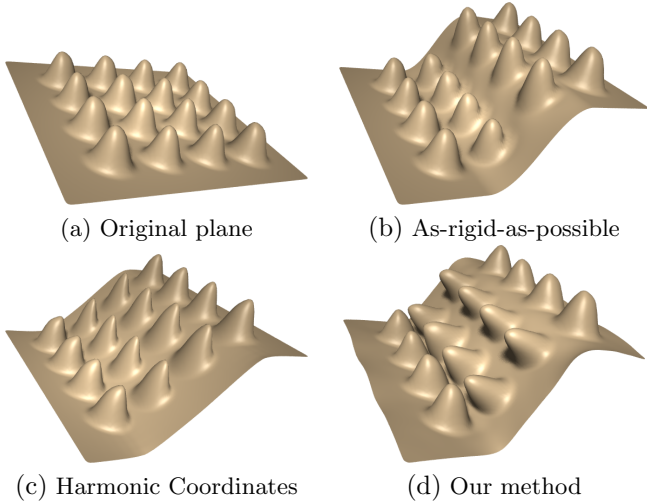 (a) Original plane
(b) As-rigid-as-possible
(c) Harmonic Coordinates
(d) Our method